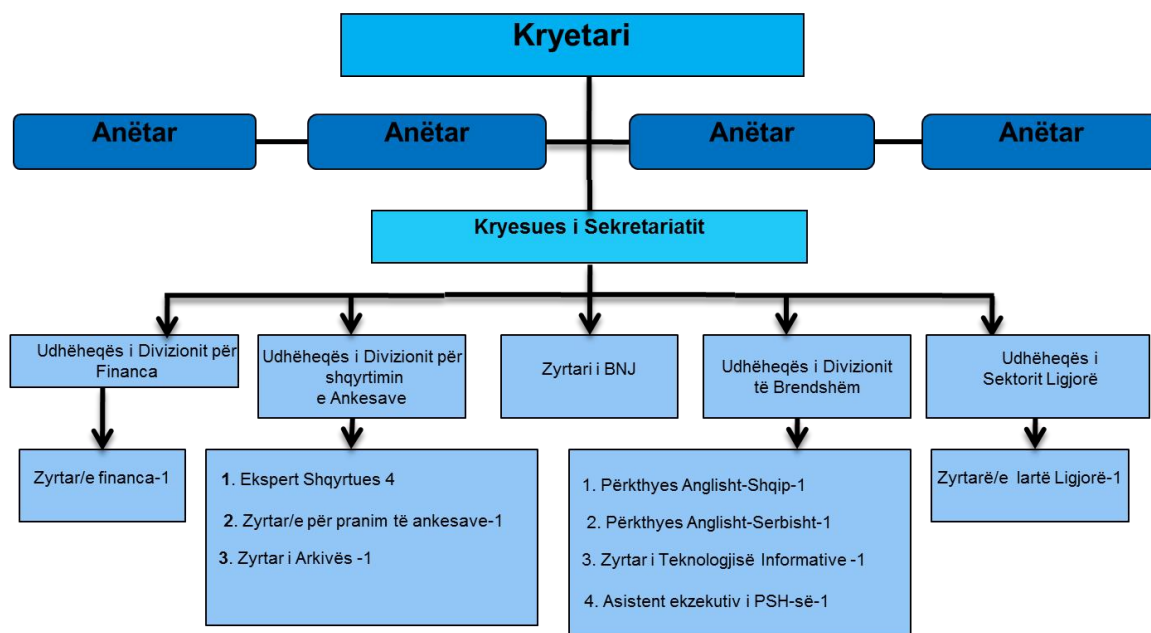 Kryetari
Anëtar
Anëtar
Anëtar
Anëtar
Kryesues i Sekretariatit
Udhëheqës i Divizionit për
Financa
Udhëheqës i Divizionit për
shqyrtimin
e Ankesave
Zyrtari i BNJ
Udhëheqës i Divizionit
të Brendshëm
Udhëheqës i
Sektorit Ligjorë
Zyrtar/e financa-1
1. Ekspert Shqyrtues 4
2. Zyrtar/e për pranim të ankesave-1
3. Zyrtar i Arkivës -1
1. Përkthyes Anglisht-Shqip-1
2. Përkthyes Anglisht-Serbisht-1
3. Zyrtar i Teknologjisë Informative -1
4. Asistent ekzekutiv i PSH-së-1
Zyrtarë/e lartë Ligjorë-1